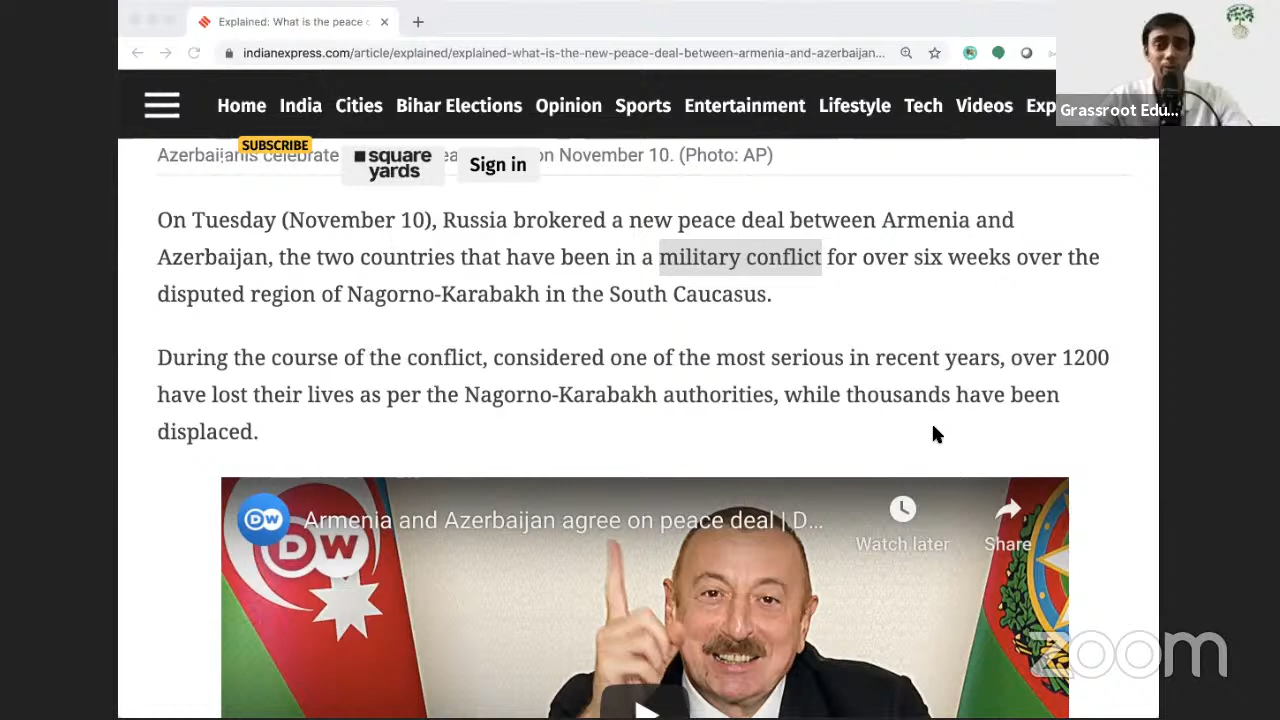 Explained: What is the peace
indianexpress.com/article/explained/explained-what-is-the-new-peace-deal-between-armenia-and-azerbaijan...
Home India Cities Bihar Elections Opinion Sports Entertainment Lifestyle Tech Videos Exp
Grassroot Edu...
SUBSCRIBE
square
yards
Sign in
Azerbaijanis celebrate on November 10. (Photo: AP)
On Tuesday (November 10), Russia brokered a new peace deal between Armenia and
Azerbaijan, the two countries that have been in a military conflict for over six weeks over the
disputed region of Nagorno-Karabakh in the South Caucasus.
During the course of the conflict, considered one of the most serious in recent years, over 1200
have lost their lives as per the Nagorno-Karabakh authorities, while thousands have been
displaced.
DW
Armenia and Azerbaijan agree on peace deal | D...
Watch later
Share
DW
zoom